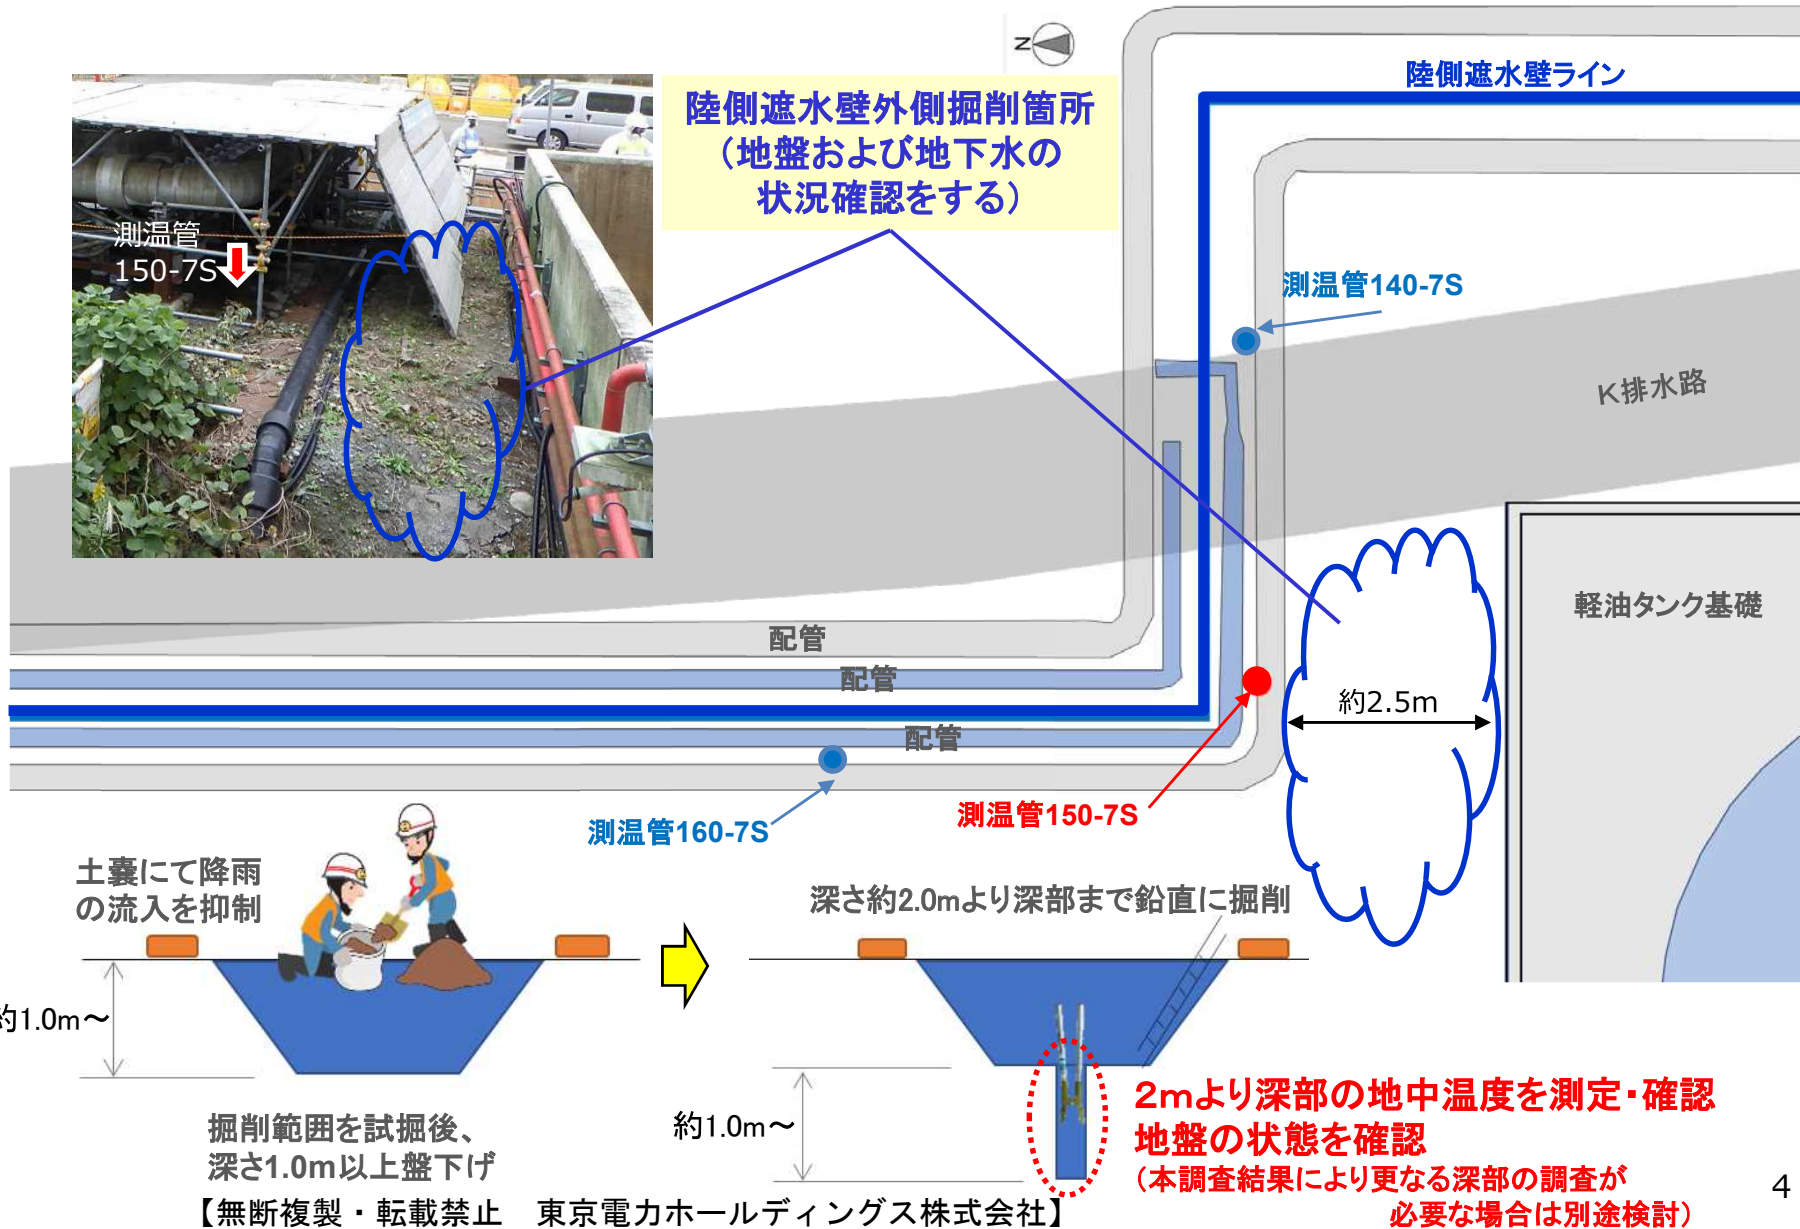 N
陸側遮水壁ライン
陸側遮水壁外側掘削箇所
（地盤および地下水の
状況確認をする）
測温管
150-7S
測温管140-7S
K排水路
軽油タンク基礎
配管
配管
配管
約2.5m
測温管160-7S
測温管150-7S
土嚢にて降雨
の流入を抑制
深さ約2.0mより深部まで鉛直に掘削
約1.0m～
約1.0m～
掘削範囲を試掘後、
深さ1.0m以上盤下げ
2mより深部の地中温度を測定・確認
地盤の状態を確認
（本調査結果により更なる深部の調査が
必要な場合は別途検討）
【無断複製・転載禁止　東京電力ホールディングス株式会社】
4